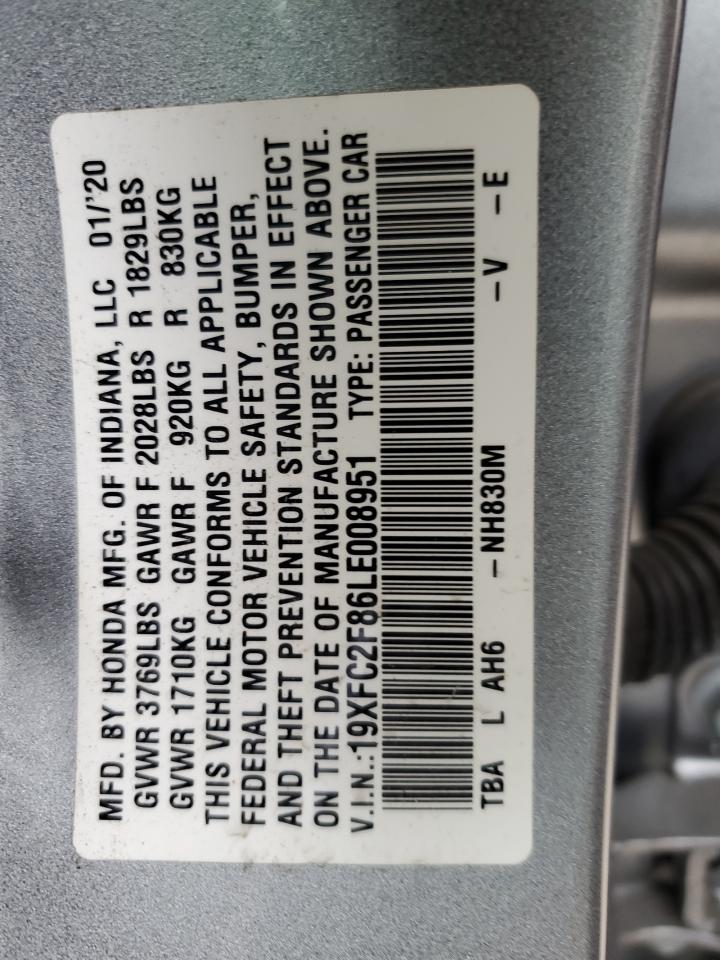 MFD. BY HONDA MFG. OF INDIANA, LLC 01/'20
GVWR 3769LBS GAWR F 2028LBS R 1829LBS
GVWR 1710KG GAWR F 920KG R 830KG
THIS VEHICLE CONFORMS TO ALL APPLICABLE
FEDERAL MOTOR VEHICLE SAFETY, BUMPER,
AND THEFT PREVENTION STANDARDS IN EFFECT
ON THE DATE OF MANUFACTURE SHOWN ABOVE.
V.I.N.:19XFC2F86LE008951 TYPE: PASSENGER CAR
TBA L AH6 -NH830M -V -E